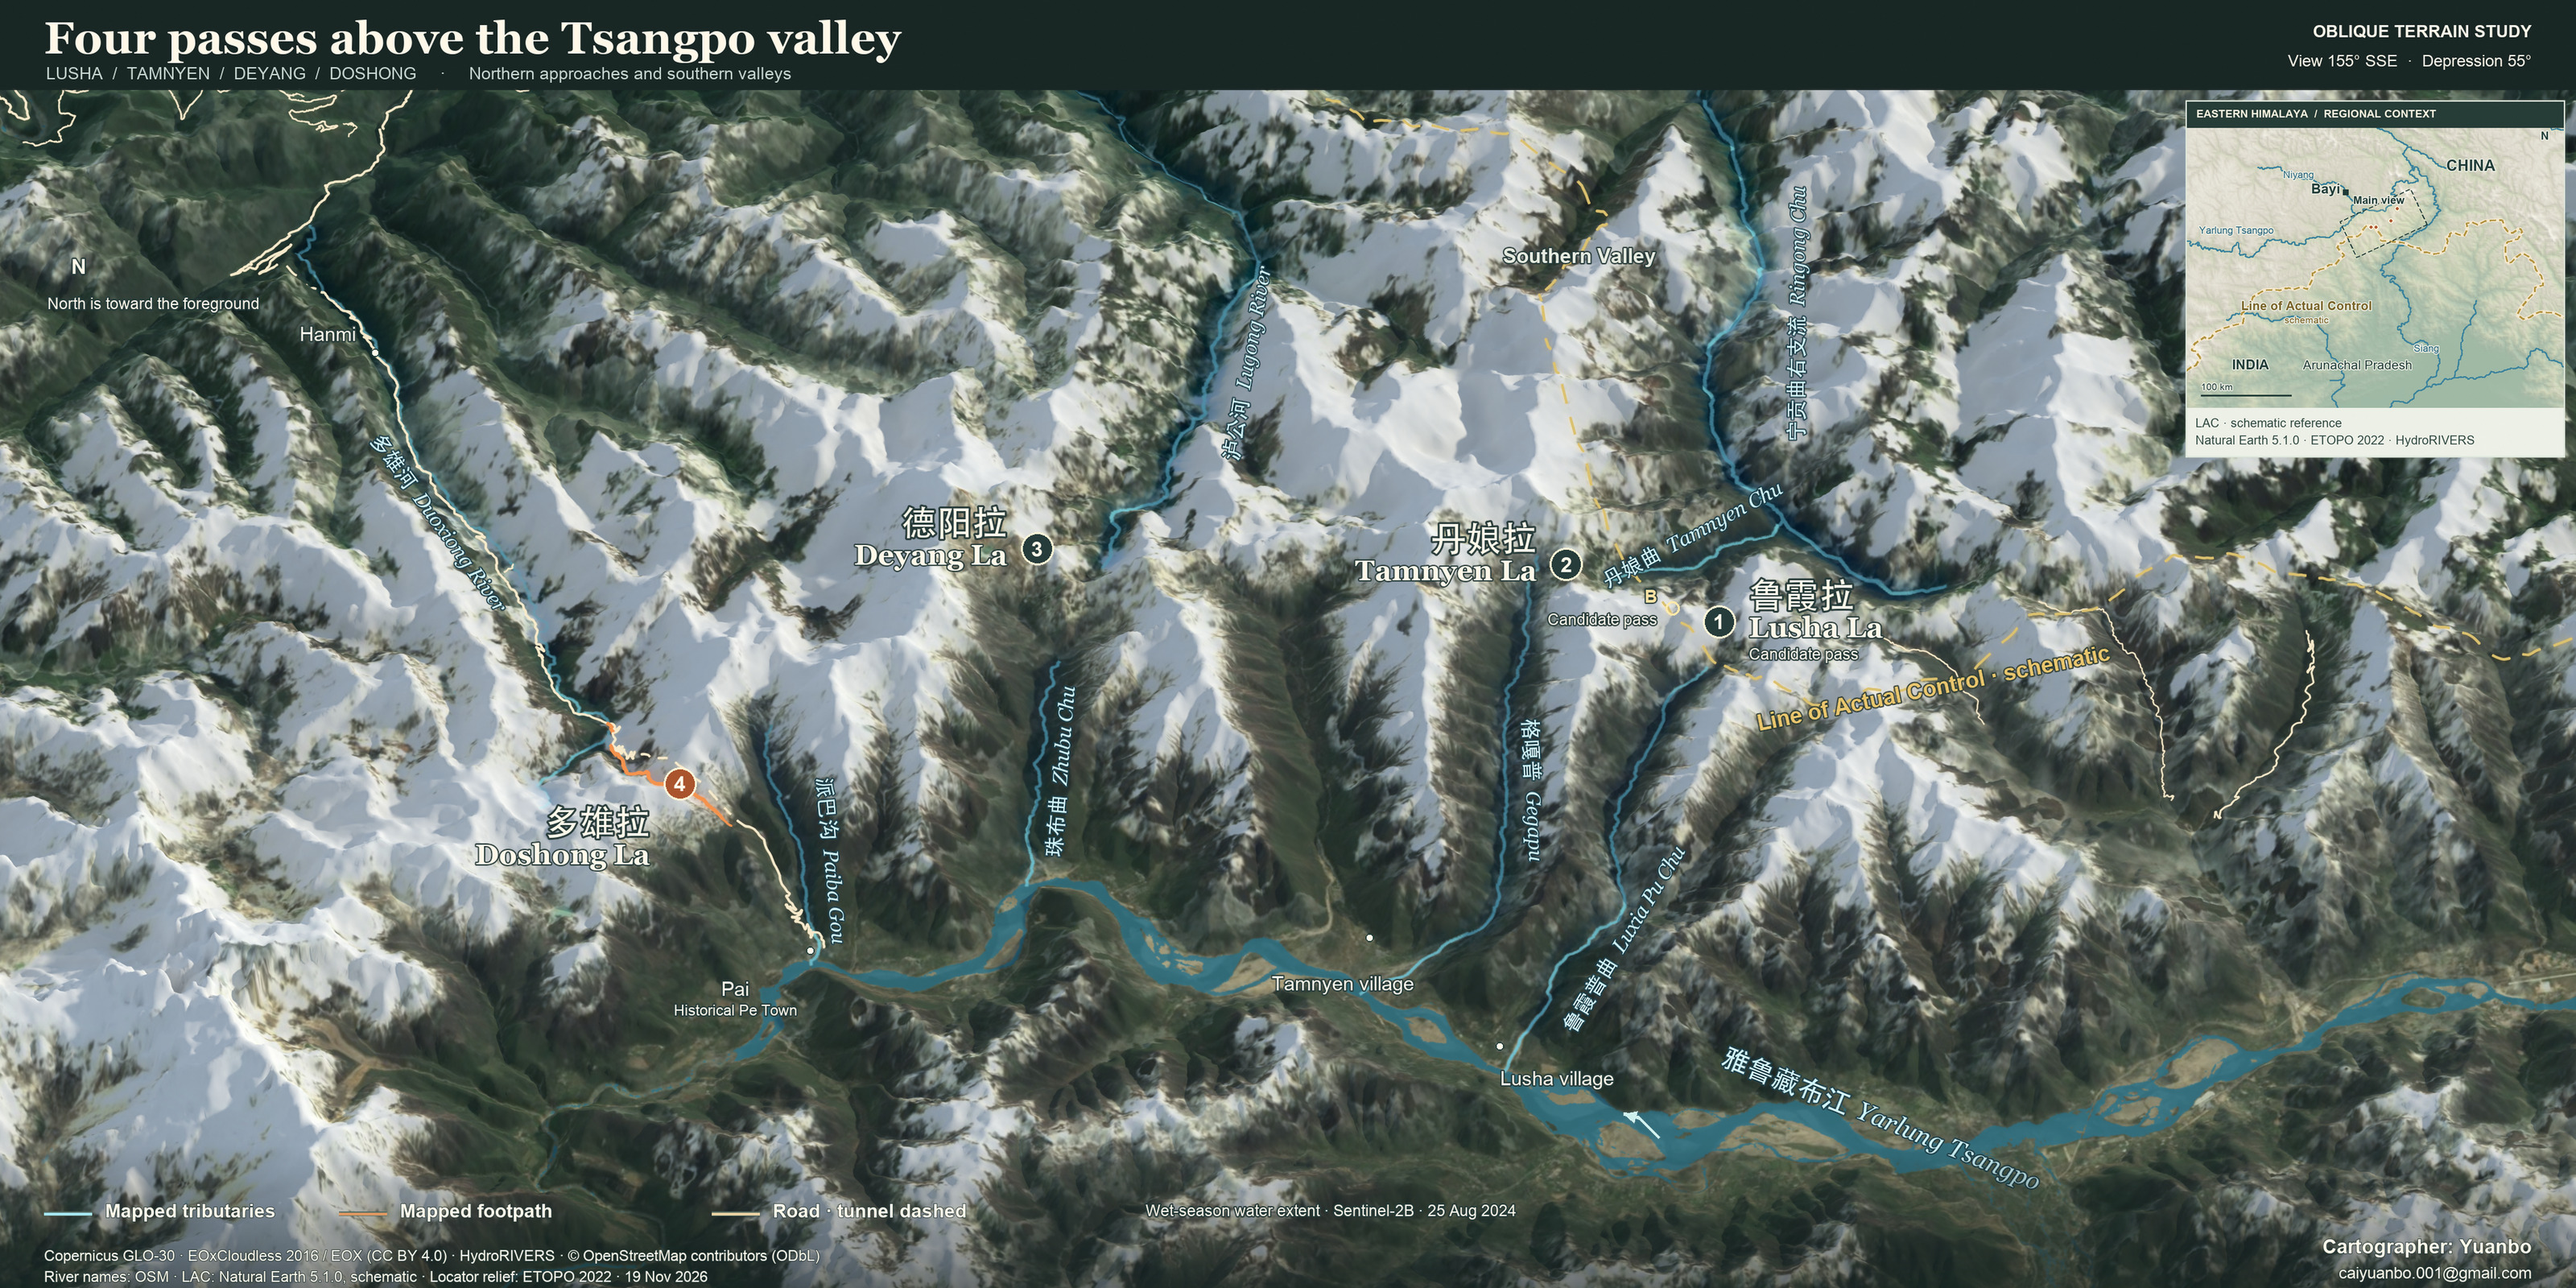 Four passes above the Tsangpo valley
LUSHA / TAMNYEN / DEYANG / DOSHONG · Northern approaches and southern valleys
OBLIQUE TERRAIN STUDY
View 155° SSE · Depression 55°
EASTERN HIMALAYA / REGIONAL CONTEXT
N
CHINA
Niyang
Bayi
Main view
Yarlung Tsangpo
Line of Actual Control
schematic
Siang
INDIA
Arunachal Pradesh
100 km
LAC · schematic reference
Natural Earth 5.1.0 · ETOPO 2022 · HydroRIVERS
N
North is toward the foreground
Hanmi
多雄河 Duoxiong River
泸公河 Lugong River
Southern Valley
宁贡曲右支流 Ringong Chu
德阳拉
Deyang La
3
丹娘拉
Tamnyen La
2
丹娘曲 Tamnyen Chu
B
Candidate pass
1
鲁霞拉
Lusha La
Candidate pass
Line of Actual Control · schematic
4
多雄拉
Doshong La
派巴沟 Paiba Gou
珠布曲 Zhubu Chu
格嘎普 Gegapu
鲁霞普曲 Luxia Pu Chu
Pai
Historical Pe Town
Tamnyen village
Lusha village
雅鲁藏布江 Yarlung Tsangpo
Mapped tributaries
Mapped footpath
Road · tunnel dashed
Wet-season water extent · Sentinel-2B · 25 Aug 2024
Copernicus GLO-30 · EOxCloudless 2016 / EOX (CC BY 4.0) · HydroRIVERS · © OpenStreetMap contributors (ODbL)
River names: OSM · LAC: Natural Earth 5.1.0, schematic · Locator relief: ETOPO 2022 · 19 Nov 2026
Cartographer: Yuanbo
caiyuanbo.001@gmail.com